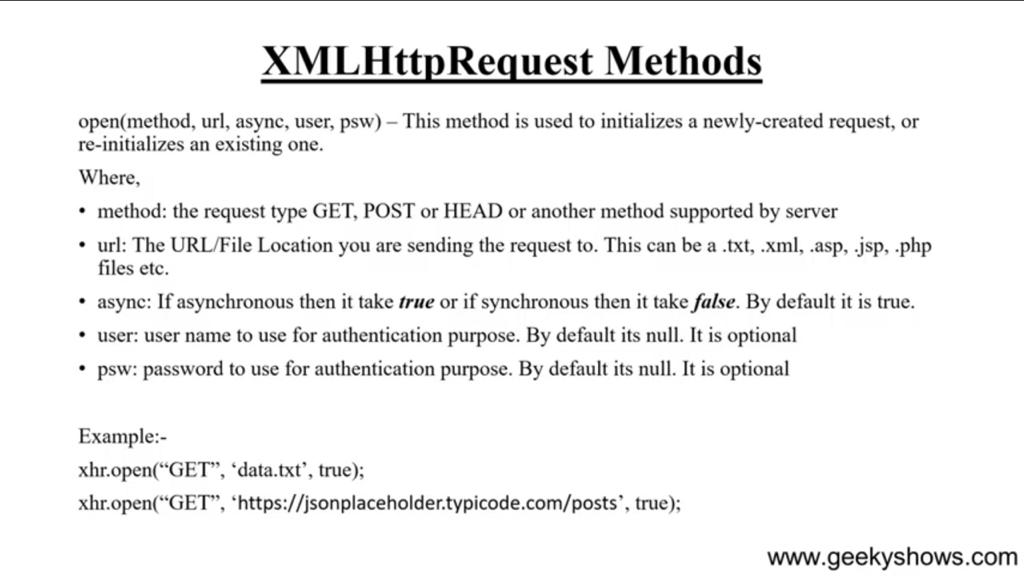 XMLHttpRequest Methods
open(method, url, async, user, psw) – This method is used to initializes a newly-created request, or
re-initializes an existing one.
Where,
• method: the request type GET, POST or HEAD or another method supported by server
• url: The URL/File Location you are sending the request to. This can be a .txt, .xml, .asp, .jsp, .php
files etc.
• async: If asynchronous then it take true or if synchronous then it take false. By default it is true.
• user: user name to use for authentication purpose. By default its null. It is optional
• psw: password to use for authentication purpose. By default its null. It is optional
Example:-
xhr.open(“GET”, ‘data.txt’, true);
xhr.open(“GET”, ‘https://jsonplaceholder.typicode.com/posts’, true);
www.geekyshows.com